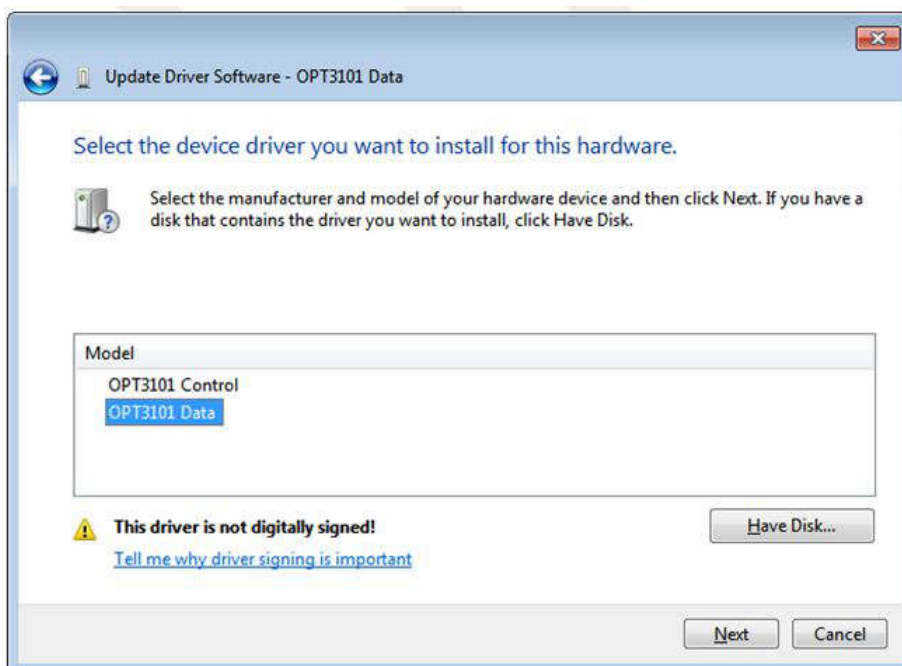 Update Driver Software - OPT3101 Data
Select the device driver you want to install for this hardware.
Select the manufacturer and model of your hardware device and then click Next. If you have a
disk that contains the driver you want to install, click Have Disk.
Model
OPT3101 Control
OPT3101 Data
This driver is not digitally signed!
Have Disk...
Tell me why driver signing is important
Next
Cancel